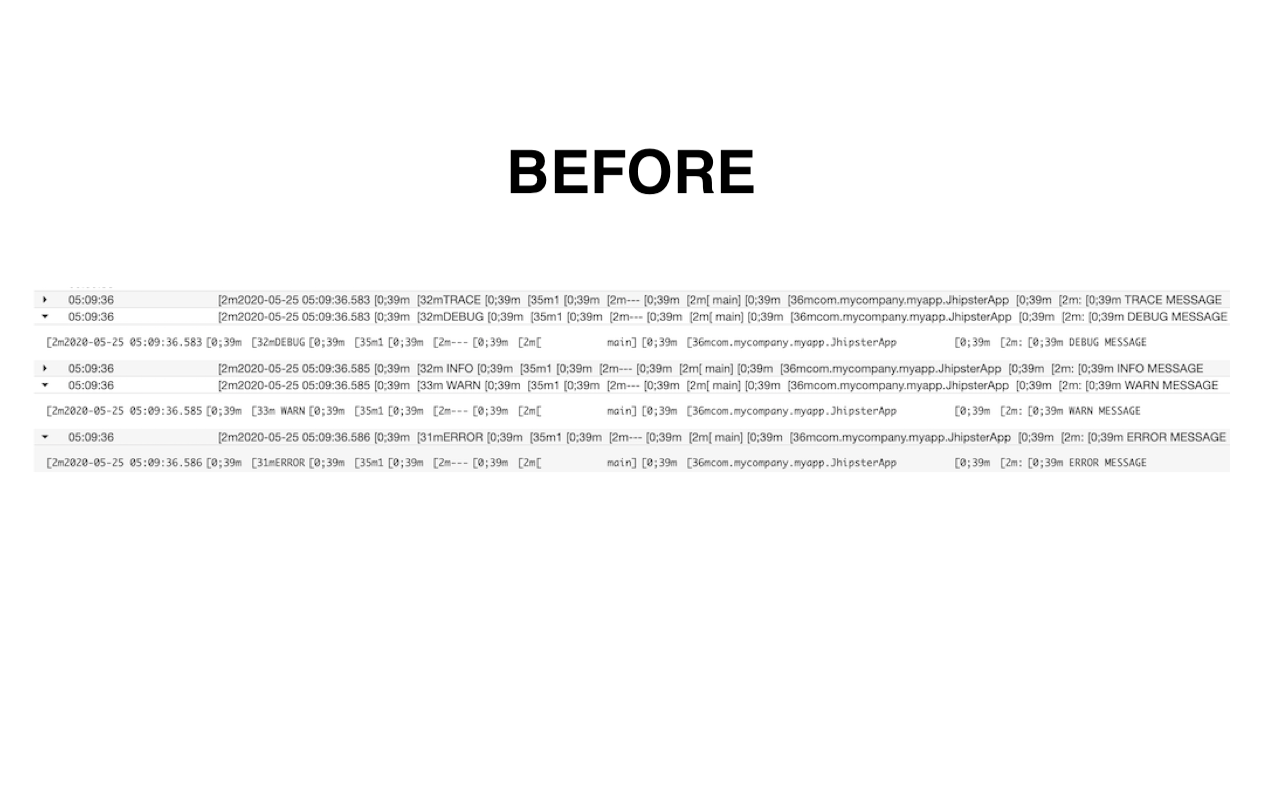 BEFORE
05:09:36 [2m2020-05-25 05:09:36.583 [0;39m [32mTRACE [0;39m [35m1 [0;39m [2m--- [0;39m [2m[ main] [0;39m [36mcom.mycompany.myapp.JhipsterApp [0;39m [2m: [0;39m TRACE MESSAGE
05:09:36 [2m2020-05-25 05:09:36.583 [0;39m [32mDEBUG [0;39m [35m1 [0;39m [2m--- [0;39m [2m[ main] [0;39m [36mcom.mycompany.myapp.JhipsterApp [0;39m [2m: [0;39m DEBUG MESSAGE
[2m2020-05-25 05:09:36.583 [0;39m [32mDEBUG [0;39m [35m1 [0;39m [2m--- [0;39m [2m[ main] [0;39m [36mcom.mycompany.myapp.JhipsterApp [0;39m [2m: [0;39m DEBUG MESSAGE
05:09:36 [2m2020-05-25 05:09:36.585 [0;39m [32m INFO [0;39m [35m1 [0;39m [2m--- [0;39m [2m[ main] [0;39m [36mcom.mycompany.myapp.JhipsterApp [0;39m [2m: [0;39m INFO MESSAGE
05:09:36 [2m2020-05-25 05:09:36.585 [0;39m [33m WARN [0;39m [35m1 [0;39m [2m--- [0;39m [2m[ main] [0;39m [36mcom.mycompany.myapp.JhipsterApp [0;39m [2m: [0;39m WARN MESSAGE
[2m2020-05-25 05:09:36.585 [0;39m [33m WARN [0;39m [35m1 [0;39m [2m--- [0;39m [2m[ main] [0;39m [36mcom.mycompany.myapp.JhipsterApp [0;39m [2m: [0;39m WARN MESSAGE
05:09:36 [2m2020-05-25 05:09:36.586 [0;39m [31mERROR [0;39m [35m1 [0;39m [2m--- [0;39m [2m[ main] [0;39m [36mcom.mycompany.myapp.JhipsterApp [0;39m [2m: [0;39m ERROR MESSAGE
[2m2020-05-25 05:09:36.586 [0;39m [31mERROR [0;39m [35m1 [0;39m [2m--- [0;39m [2m[ main] [0;39m [36mcom.mycompany.myapp.JhipsterApp [0;39m [2m: [0;39m ERROR MESSAGE